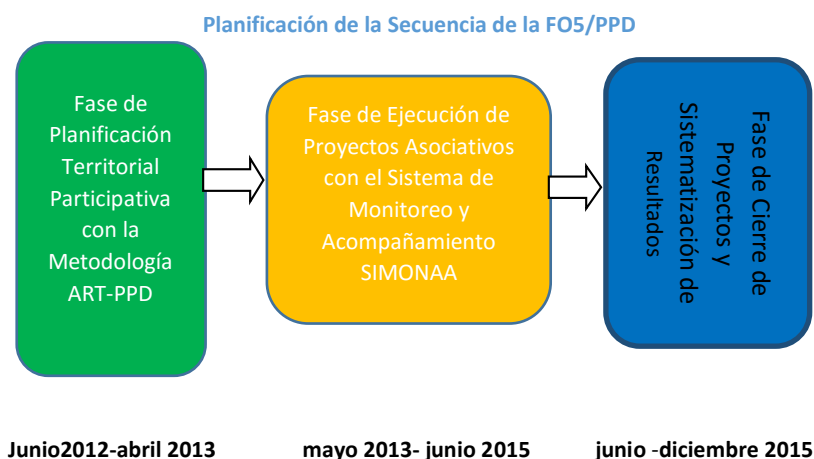 Planificación de la Secuencia de la FO5/PPD
Fase de
Planificación
Territorial
Participativa
con la
Metodología
ART-PPD
Fase de Ejecución de
Proyectos Asociativos
con el Sistema de
Monitoreo y
Acompañamiento
SIMONAA
Fase de Cierre de
Proyectos y
Sistematización de
Resultados
Junio2012-abril 2013
mayo 2013- junio 2015
junio -diciembre 2015